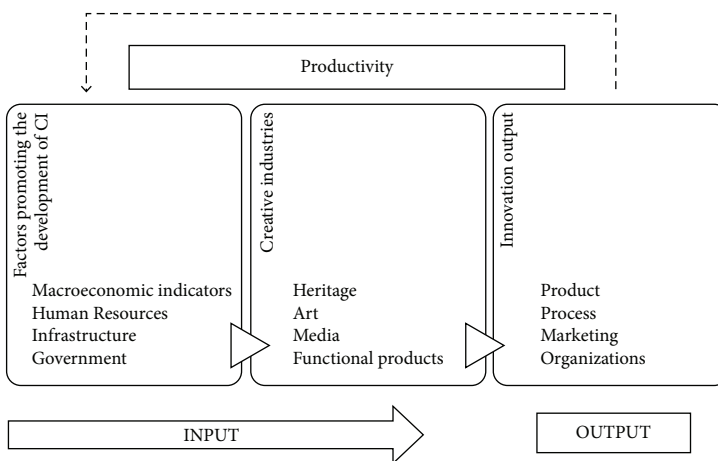 Productivity
Factors promoting the
development of CI
Macroeconomic indicators
Human Resources
Infrastructure
Government
Creative industries
Heritage
Art
Media
Functional products
Innovation output
Product
Process
Marketing
Organizations
INPUT
OUTPUT